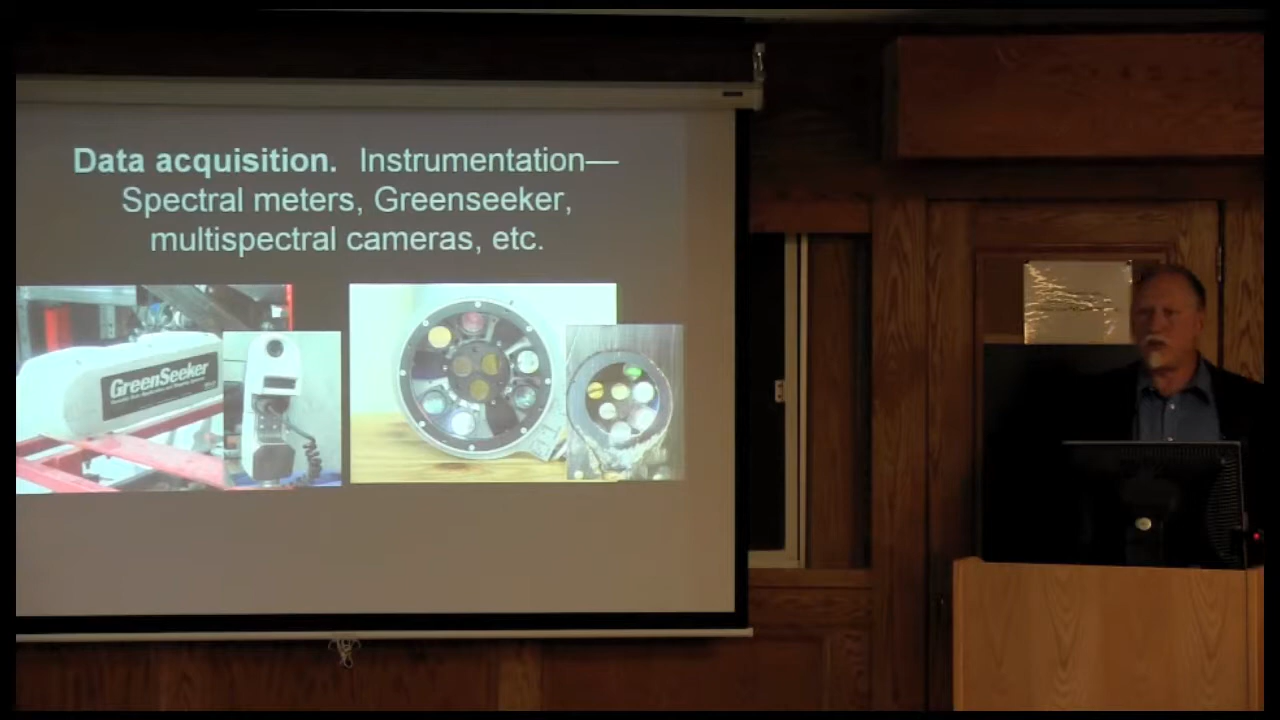 Data acquisition. Instrumentation—
Spectral meters, Greenseeker,
multispectral cameras, etc.
GreenSeeker